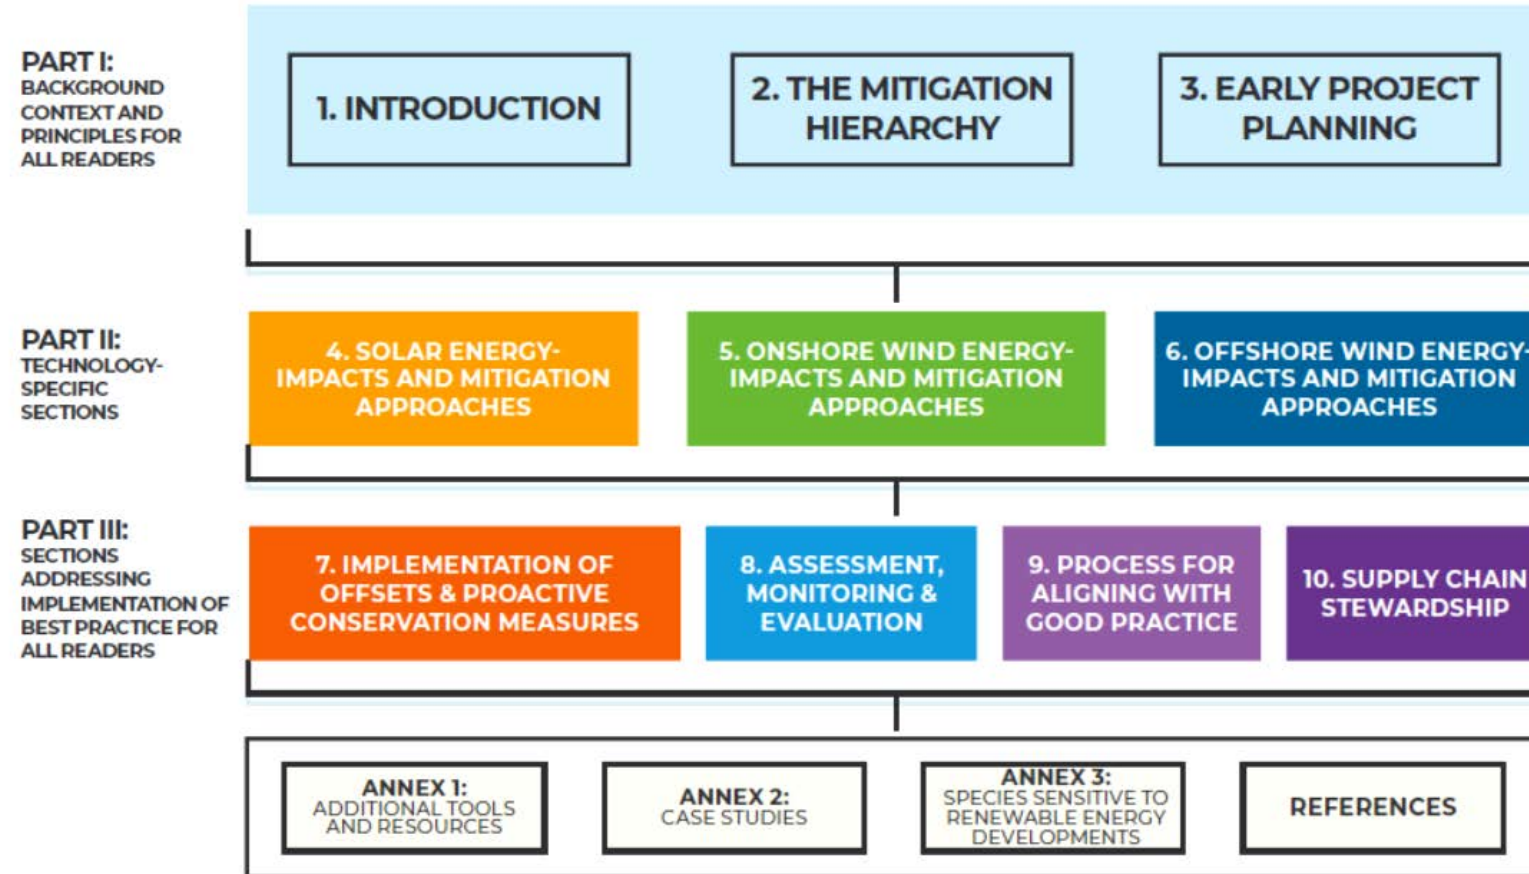 PART I:
BACKGROUND
CONTEXT AND
PRINCIPLES FOR
ALL READERS
1. INTRODUCTION
2. THE MITIGATION
HIERARCHY
3. EARLY PROJECT
PLANNING
PART II:
TECHNOLOGY-
SPECIFIC
SECTIONS
4. SOLAR ENERGY-
IMPACTS AND MITIGATION
APPROACHES
5. ONSHORE WIND ENERGY-
IMPACTS AND MITIGATION
APPROACHES
6. OFFSHORE WIND ENERGY-
IMPACTS AND MITIGATION
APPROACHES
PART III:
SECTIONS
ADDRESSING
IMPLEMENTATION OF
BEST PRACTICE FOR
ALL READERS
7. IMPLEMENTATION OF
OFFSETS & PROACTIVE
CONSERVATION MEASURES
8. ASSESSMENT,
MONITORING &
EVALUATION
9. PROCESS FOR
ALIGNING WITH
GOOD PRACTICE
10. SUPPLY CHAIN
STEWARDSHIP
ANNEX 1:
ADDITIONAL TOOLS
AND RESOURCES
ANNEX 2:
CASE STUDIES
ANNEX 3:
SPECIES SENSITIVE TO
RENEWABLE ENERGY
DEVELOPMENTS
REFERENCES